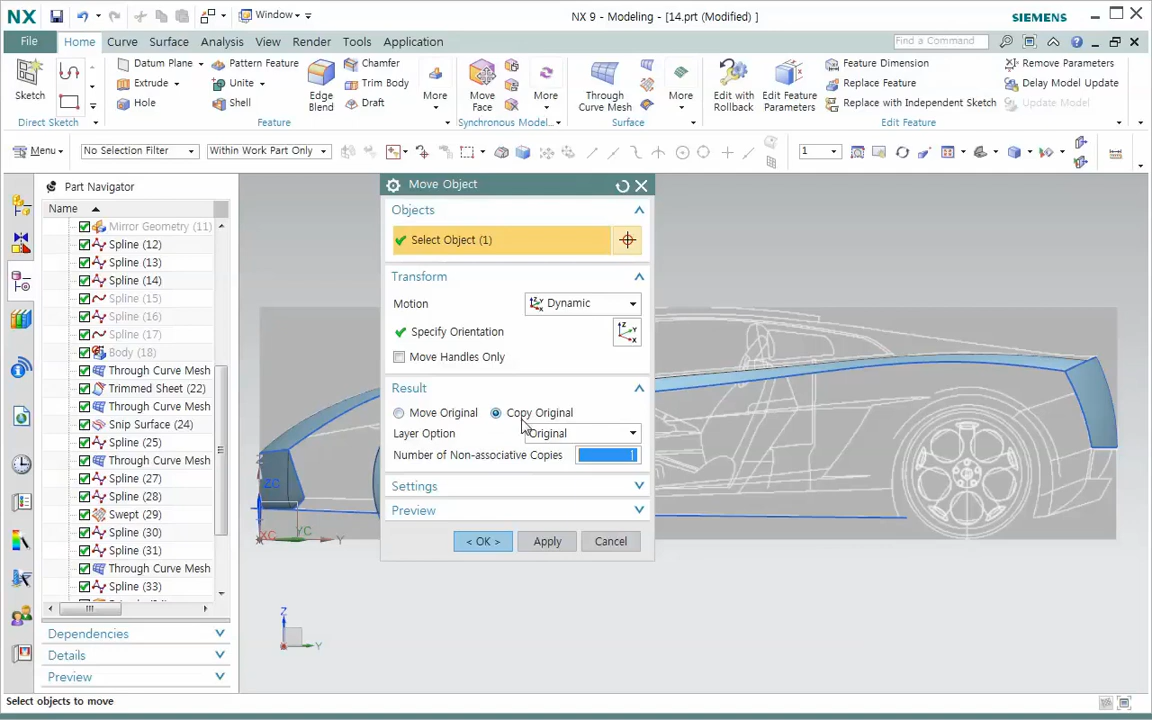 NX
Window
NX 9 - Modeling - [14.prt (Modified) ]
SIEMENS
File
Home
Curve
Surface
Analysis
View
Render
Tools
Application
Find a Command
Sketch
Direct Sketch
Datum Plane
Extrude
Hole
Pattern Feature
Unite
Shell
Edge
Blend
Chamfer
Trim Body
Draft
More
Feature
Move
Face
More
Synchronous Model...
Through
Curve Mesh
More
Surface
Edit with
Rollback
Edit Feature
Parameters
Feature Dimension
Replace Feature
Replace with Independent Sketch
Remove Parameters
Delay Model Update
Update Model
Edit Feature
Menu
No Selection Filter
Within Work Part Only
1
Part Navigator
Name
Mirror Geometry (11)
Spline (12)
Spline (13)
Spline (14)
Spline (15)
Spline (16)
Spline (17)
Body (18)
Through Curve Mesh
Trimmed Sheet (22)
Through Curve Mesh
Snip Surface (24)
Spline (25)
Through Curve Mesh
Spline (27)
Spline (28)
Swept (29)
Spline (30)
Spline (31)
Through Curve Mesh
Spline (33)
Dependencies
Details
Preview
Move Object
Objects
Select Object (1)
Transform
Motion
Dynamic
Specify Orientation
Move Handles Only
Result
Move Original
Copy Original
Layer Option
Original
Number of Non-associative Copies
1
Settings
Preview
< OK >
Apply
Cancel
ZC
XC
YC
Y
Z
Y
Select objects to move